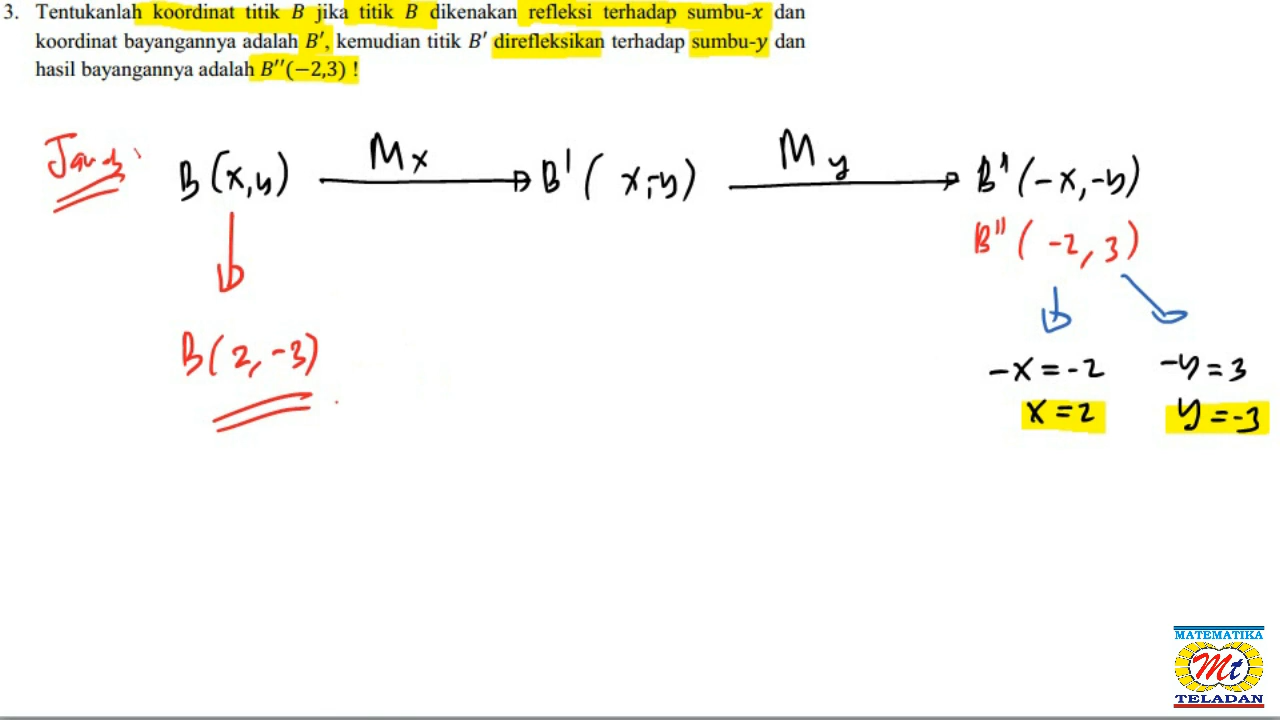 3. Tentukanlah koordinat titik B jika titik B dikenakan refleksi terhadap sumbu-x dan
koordinat bayangannya adalah B′, kemudian titik B′ direfleksikan terhadap sumbu-y dan
hasil bayangannya adalah B′′(−2,3) !
Jawab:
B(x,y) Mx B'(x,-y) My B''(-x,-y)
B''(-2,3)
B(2,-3)
-x=-2 -y=3
x=2 y=-3
MATEMATIKA
Mt
TELADAN